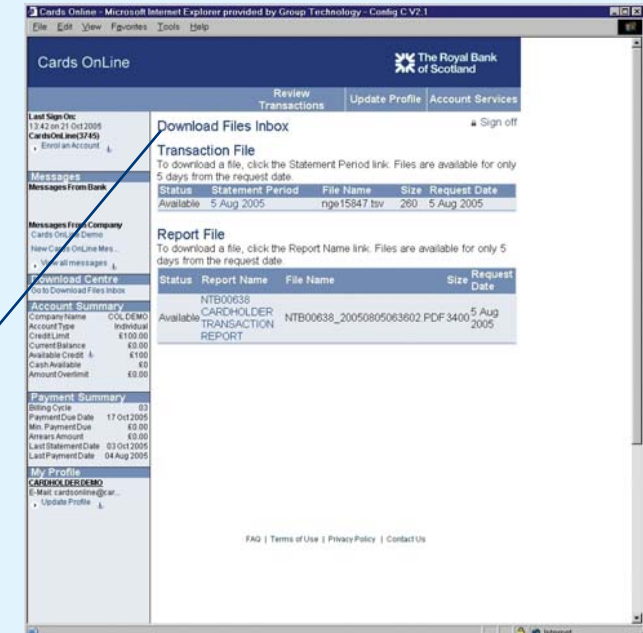 Cards Online - Microsoft Internet Explorer provided by Group Technology - Config C V2.1
File Edit View Favorites Tools Help
Cards OnLine
The Royal Bank
of Scotland
Review
Transactions
Update Profile
Account Services
Last Sign On:
13:42 on 21 Oct 2005
CardsOnLine(3745)
Enrol an Account
Messages
Messages From Bank
Messages From Company
Cards OnLine Demo
New Cards OnLine Mes...
View all messages
Download Centre
Go to Download Files Inbox
Account Summary
Company Name COL DEMO
Account Type Individual
Credit Limit £100.00
Current Balance £0.00
Available Credit £100
Cash Available £0
Amount Overlimit £0.00
Payment Summary
Billing Cycle 03
Payment Due Date 17 Oct 2005
Min. Payment Due £0.00
Arrears Amount £0.00
Last Statement Date 03 Oct 2005
Last Payment Date 04 Aug 2005
My Profile
CARDHOLDER DEMO
E-Mail: cardsonline@car...
Update Profile
Download Files Inbox
Sign off
Transaction File
To download a file, click the Statement Period link. Files are available for only
5 days from the request date.
Status Statement Period File Name Size Request Date
Available 5 Aug 2005 nge15847.tsv 260 5 Aug 2005
Report File
To download a file, click the Report Name link. Files are available for only 5
days from the request date
Status Report Name File Name Size Request
Date
NTB00638
CARDHOLDER
TRANSACTION
REPORT
Available NTB00638_20050805063602.PDF 3400 5 Aug
2005
FAQ | Terms of Use | Privacy Policy | Contact Us
Internet